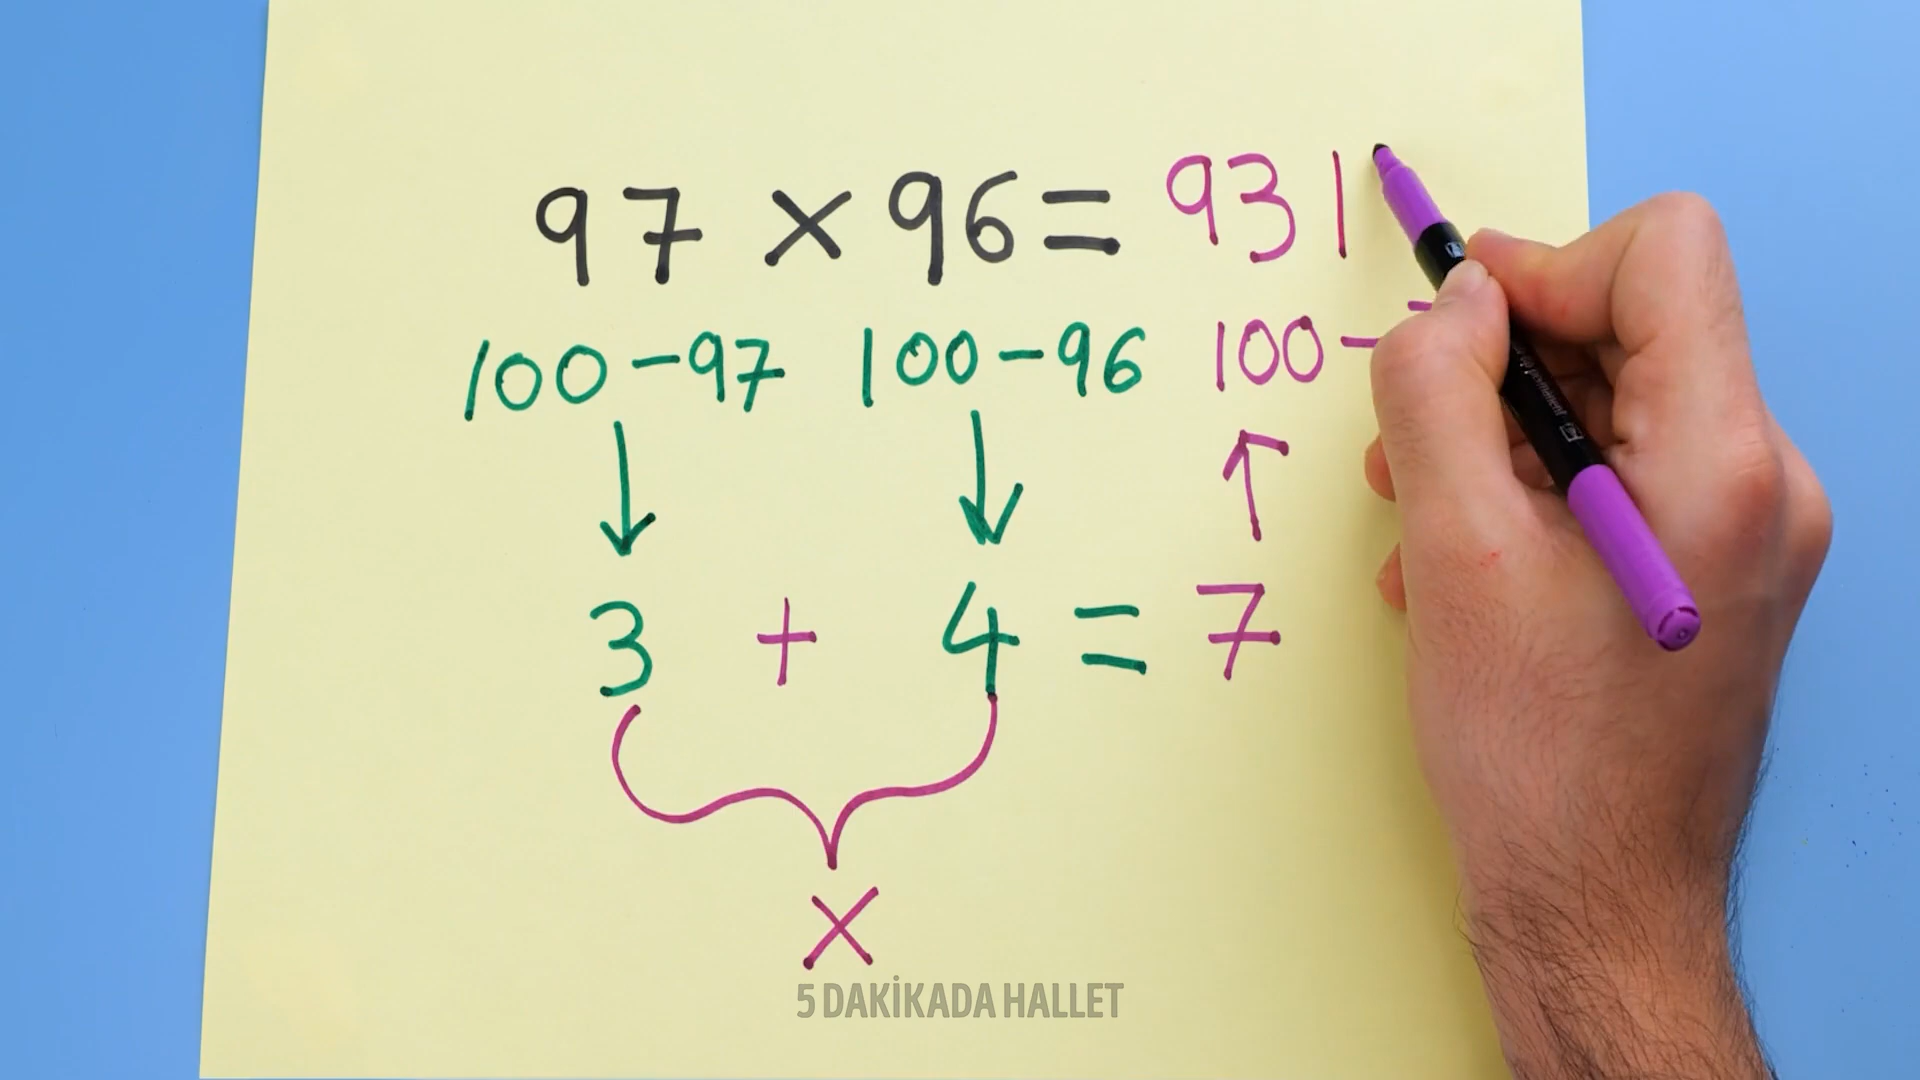 97 × 96 = 931
100-97 100-96 100-
3 + 4 = 7
×
5 DAKİKADA HALLET